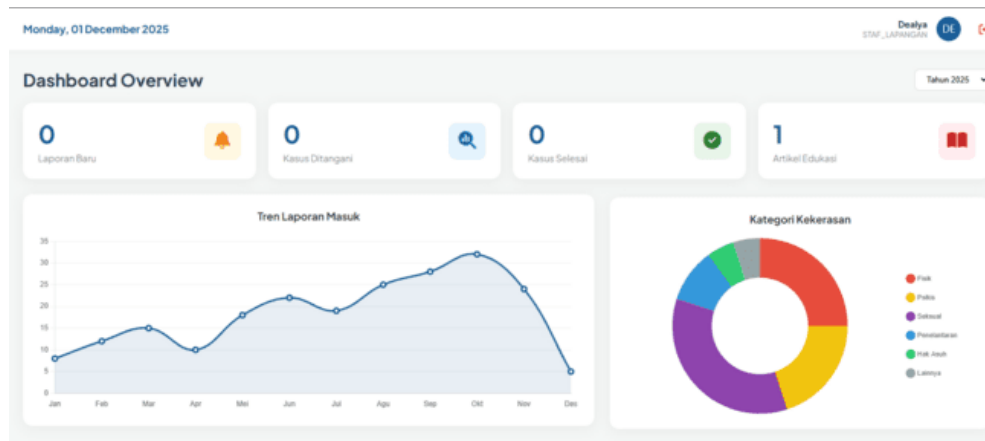 Monday, 01 December 2025
Dealya
STAF_LAPANGAN
DE
Dashboard Overview
Tahun 2025
0
Laporan Baru
0
Kasus Ditangani
0
Kasus Selesai
1
Artikel Edukasi
Tren Laporan Masuk
35
30
25
20
15
10
5
0
Jan Feb Mar Apr Mei Jun Jul Agu Sep Okt Nov Des
Kategori Kekerasan
Fisik
Psikis
Seksual
Penelantaran
Hak Asuh
Lainnya